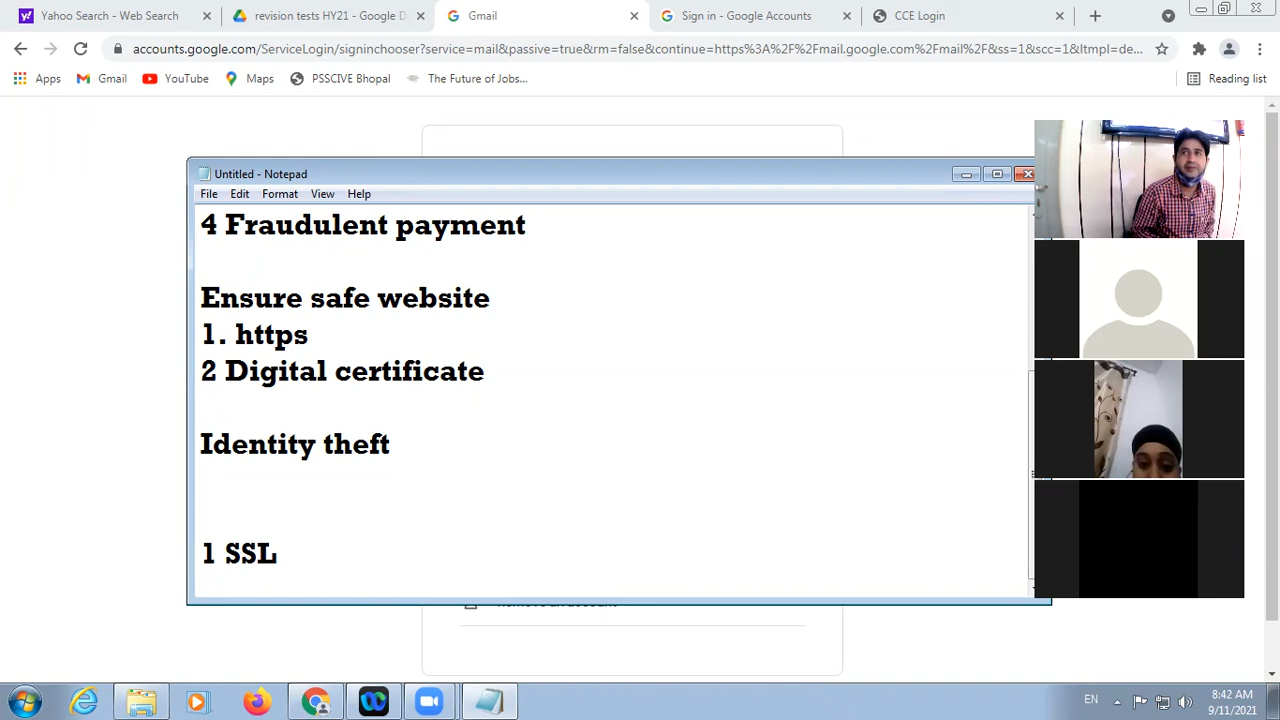 Yahoo Search - Web Search
revision tests HY21 - Google D
Gmail
Sign in - Google Accounts
CCE Login
accounts.google.com/ServiceLogin/signinchooser?service=mail&passive=true&rm=false&continue=https%3A%2F%2Fmail.google.com%2Fmail%2F&ss=1&scc=1&ltmpl=de...
Apps
Gmail
YouTube
Maps
PSSCIVE Bhopal
The Future of Jobs...
Reading list
Untitled - Notepad
File Edit Format View Help
4 Fraudulent payment
Ensure safe website
1. https
2 Digital certificate
Identity theft
1 SSL
EN
8:42 AM
9/11/2021